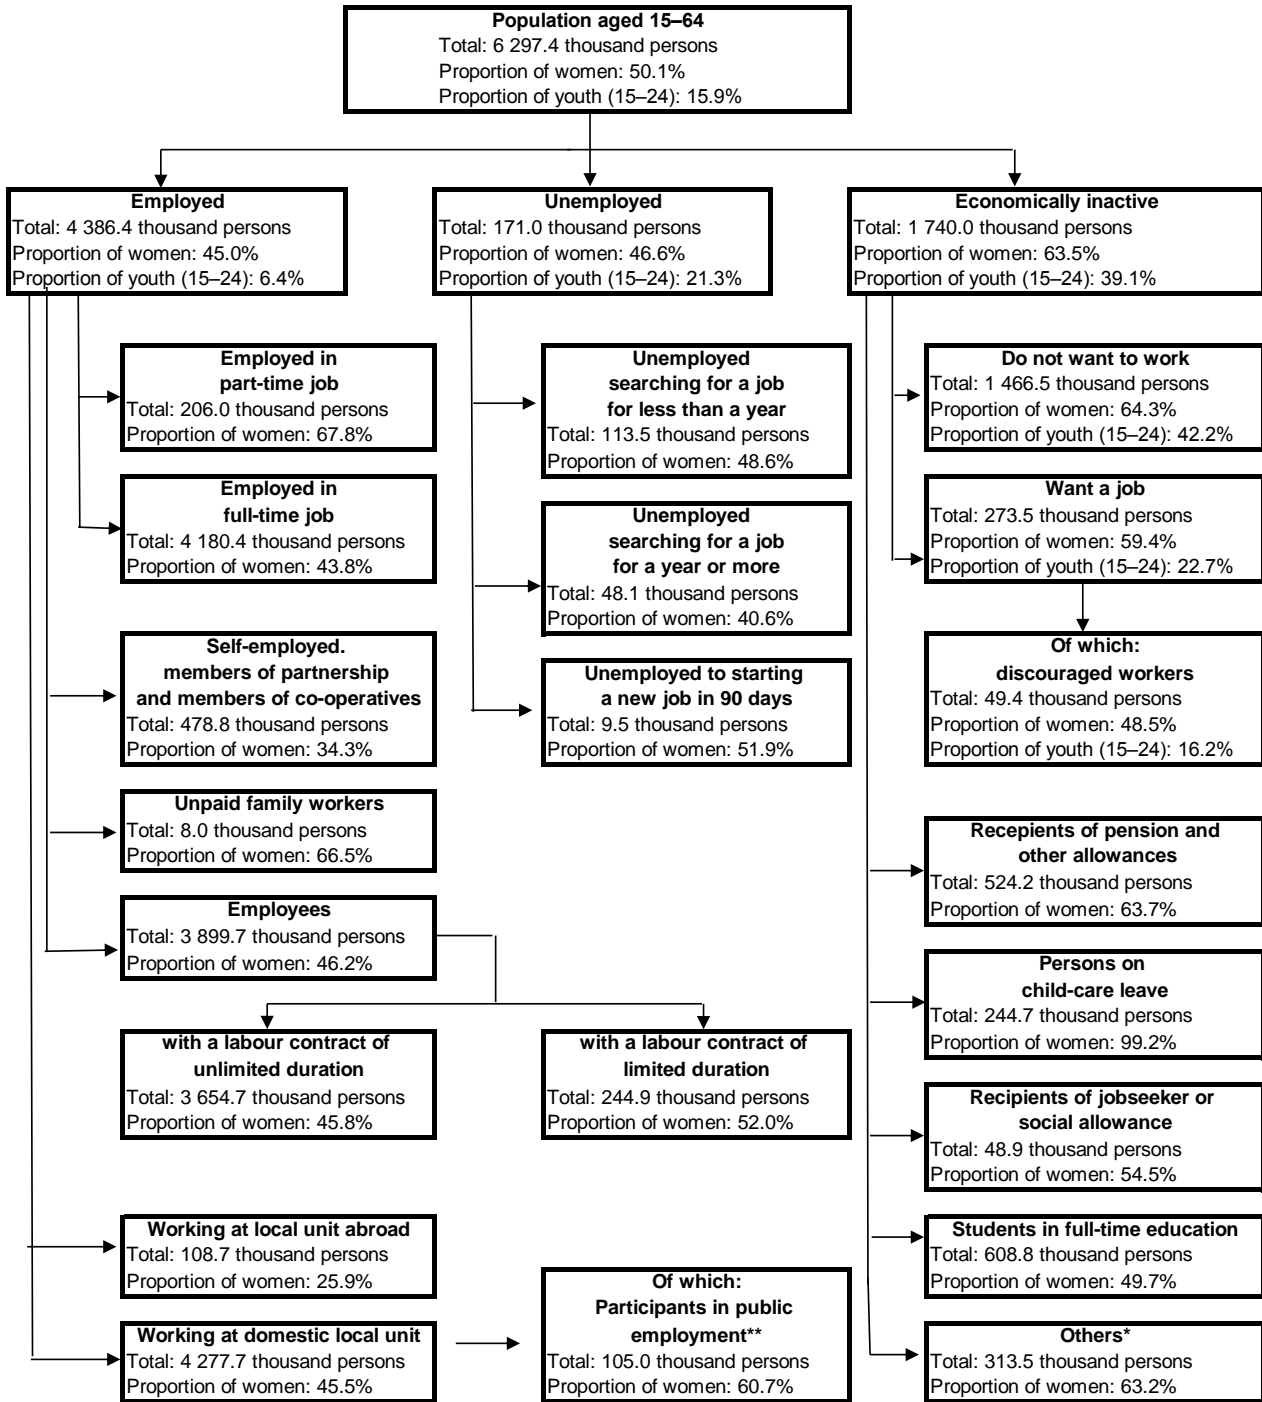 Population aged 15–64
Total: 6 297.4 thousand persons
Proportion of women: 50.1%
Proportion of youth (15–24): 15.9%
Employed
Total: 4 386.4 thousand persons
Proportion of women: 45.0%
Proportion of youth (15–24): 6.4%
Unemployed
Total: 171.0 thousand persons
Proportion of women: 46.6%
Proportion of youth (15–24): 21.3%
Economically inactive
Total: 1 740.0 thousand persons
Proportion of women: 63.5%
Proportion of youth (15–24): 39.1%
Employed in
part-time job
Total: 206.0 thousand persons
Proportion of women: 67.8%
Employed in
full-time job
Total: 4 180.4 thousand persons
Proportion of women: 43.8%
Self-employed.
members of partnership
and members of co-operatives
Total: 478.8 thousand persons
Proportion of women: 34.3%
Unpaid family workers
Total: 8.0 thousand persons
Proportion of women: 66.5%
Employees
Total: 3 899.7 thousand persons
Proportion of women: 46.2%
with a labour contract of
unlimited duration
Total: 3 654.7 thousand persons
Proportion of women: 45.8%
with a labour contract of
limited duration
Total: 244.9 thousand persons
Proportion of women: 52.0%
Working at local unit abroad
Total: 108.7 thousand persons
Proportion of women: 25.9%
Working at domestic local unit
Total: 4 277.7 thousand persons
Proportion of women: 45.5%
Of which:
Participants in public
employment**
Total: 105.0 thousand persons
Proportion of women: 60.7%
Unemployed
searching for a job
for less than a year
Total: 113.5 thousand persons
Proportion of women: 48.6%
Unemployed
searching for a job
for a year or more
Total: 48.1 thousand persons
Proportion of women: 40.6%
Unemployed to starting
a new job in 90 days
Total: 9.5 thousand persons
Proportion of women: 51.9%
Do not want to work
Total: 1 466.5 thousand persons
Proportion of women: 64.3%
Proportion of youth (15–24): 42.2%
Want a job
Total: 273.5 thousand persons
Proportion of women: 59.4%
Proportion of youth (15–24): 22.7%
Of which:
discouraged workers
Total: 49.4 thousand persons
Proportion of women: 48.5%
Proportion of youth (15–24): 16.2%
Recepients of pension and
other allowances
Total: 524.2 thousand persons
Proportion of women: 63.7%
Persons on
child-care leave
Total: 244.7 thousand persons
Proportion of women: 99.2%
Recipients of jobseeker or
social allowance
Total: 48.9 thousand persons
Proportion of women: 54.5%
Students in full-time education
Total: 608.8 thousand persons
Proportion of women: 49.7%
Others*
Total: 313.5 thousand persons
Proportion of women: 63.2%